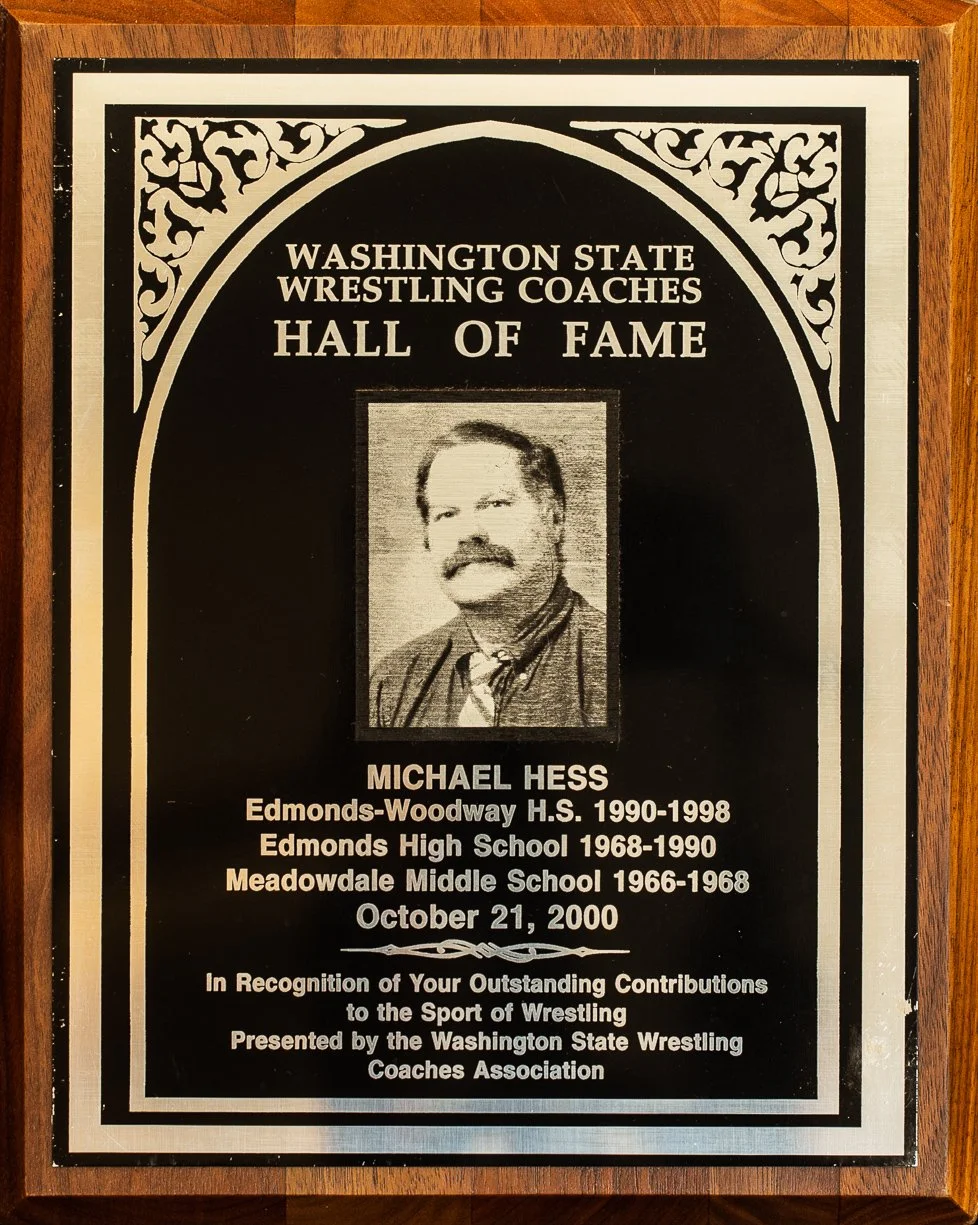 WASHINGTON STATE
WRESTLING COACHES
HALL OF FAME
MICHAEL HESS
Edmonds-Woodway H.S. 1990-1998
Edmonds High School 1968-1990
Meadowdale Middle School 1966-1968
October 21, 2000
In Recognition of Your Outstanding Contributions
to the Sport of Wrestling
Presented by the Washington State Wrestling
Coaches Association